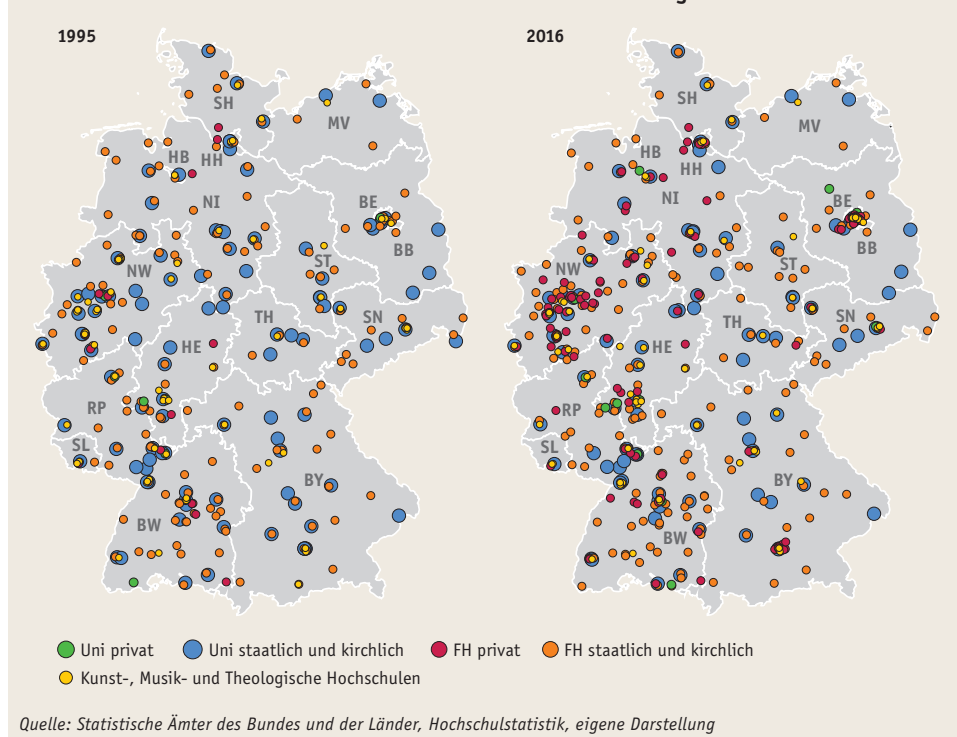 1995
2016
SH
MV
HB
HH
NI
BE
BB
NW
ST
TH
SN
HE
RP
SL
BY
BW
SH
MV
HB
HH
NI
BE
BB
NW
ST
TH
SN
HE
RP
SL
BY
BW
Uni privat
Uni staatlich und kirchlich
FH privat
FH staatlich und kirchlich
Kunst-, Musik- und Theologische Hochschulen
Quelle: Statistische Ämter des Bundes und der Länder, Hochschulstatistik, eigene Darstellung